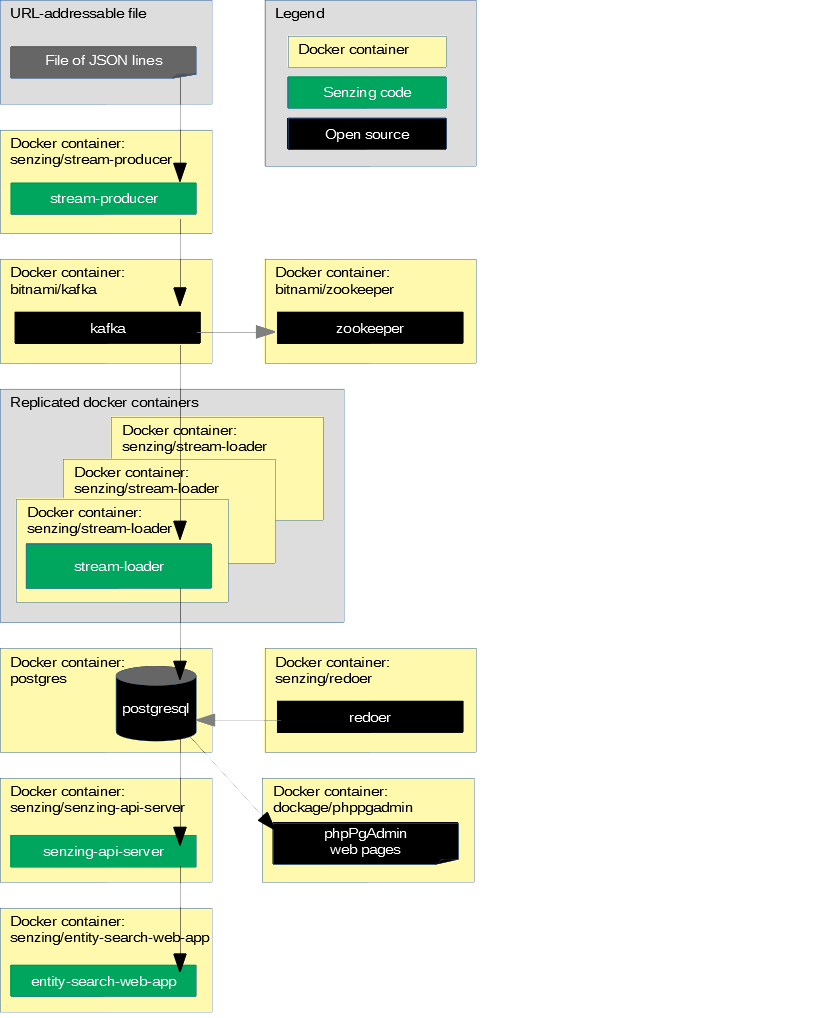 URL-addressable file
File of JSON lines
Legend
Docker container
Senzing code
Open source
Docker container:
senzing/stream-producer
stream-producer
Docker container:
bitnami/kafka
kafka
Docker container:
bitnami/zookeeper
zookeeper
Replicated docker containers
Docker container:
senzing/stream-loader
Docker container:
senzing/stream-loader
Docker container:
senzing/stream-loader
stream-loader
Docker container:
postgres
postgresql
Docker container:
senzing/redoer
redoer
Docker container:
senzing/senzing-api-server
senzing-api-server
Docker container:
dockage/phppgadmin
phpPgAdmin
web pages
Docker container:
senzing/entity-search-web-app
entity-search-web-app